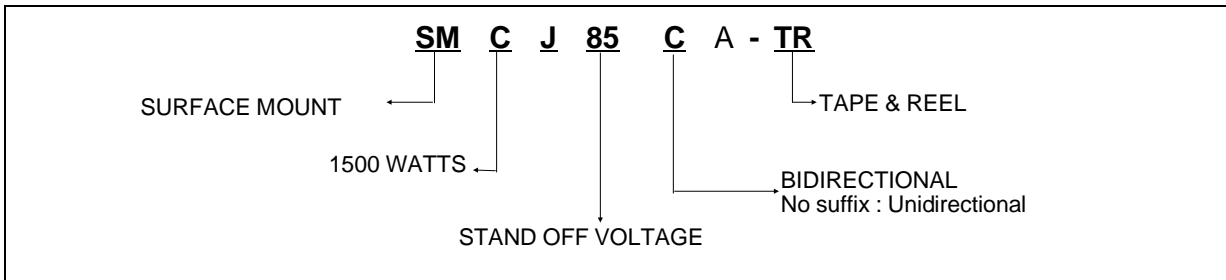 SM C J 85 C A - TR
SURFACE MOUNT
TAPE & REEL
1500 WATTS
BIDIRECTIONAL
No suffix : Unidirectional
STAND OFF VOLTAGE